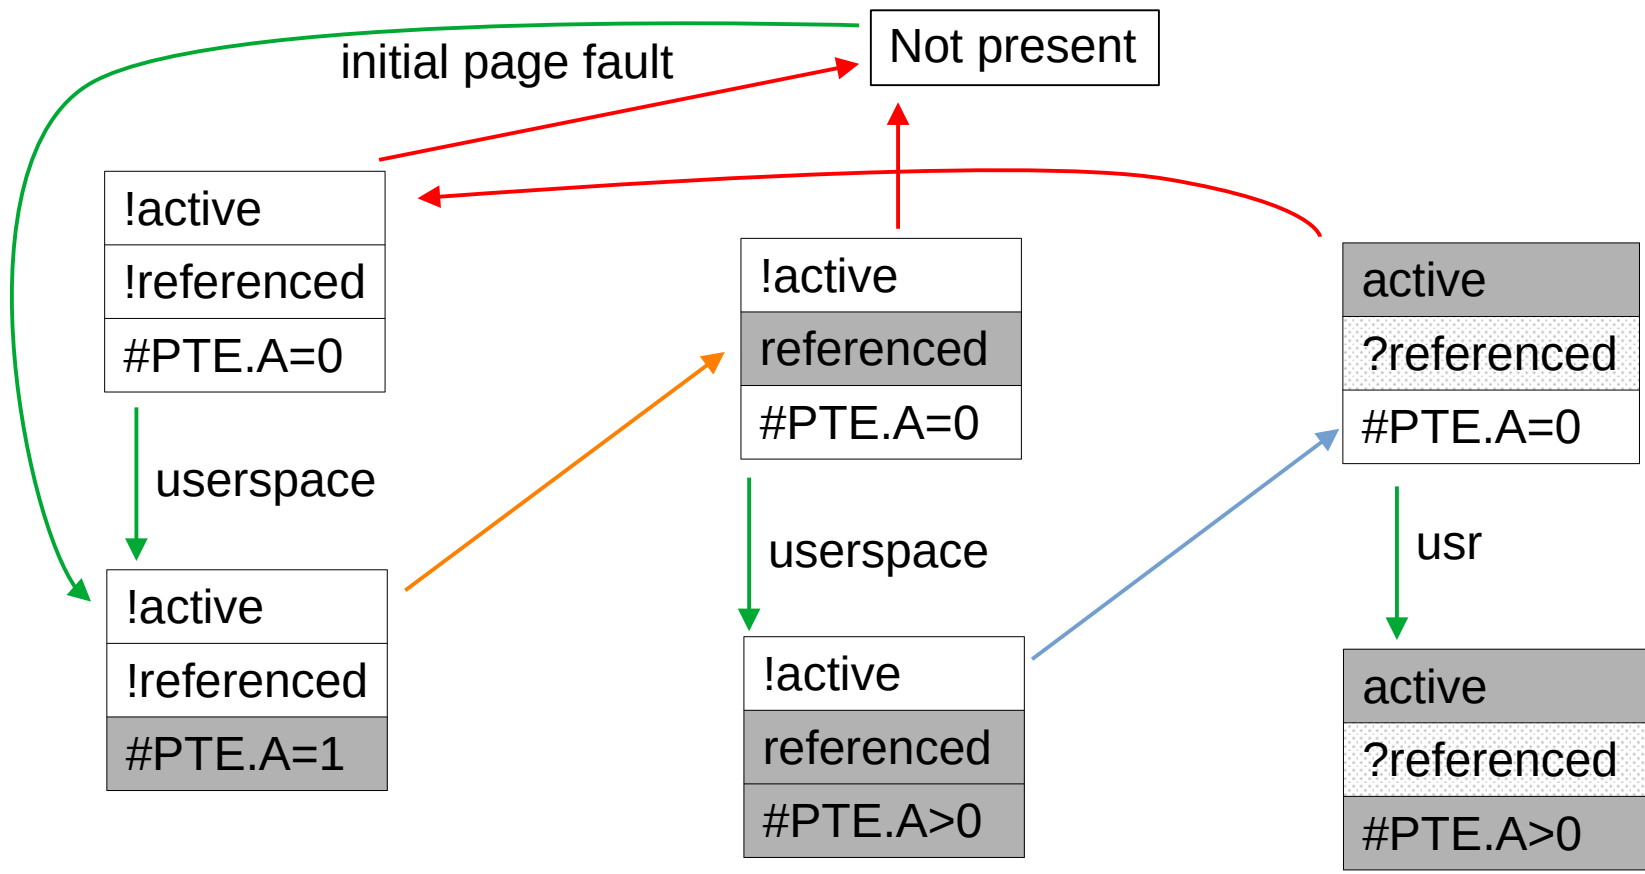 Not present
initial page fault
!active
!referenced
#PTE.A=0
userspace
!active
!referenced
#PTE.A=1
!active
referenced
#PTE.A=0
userspace
!active
referenced
#PTE.A>0
active
?referenced
#PTE.A=0
usr
active
?referenced
#PTE.A>0